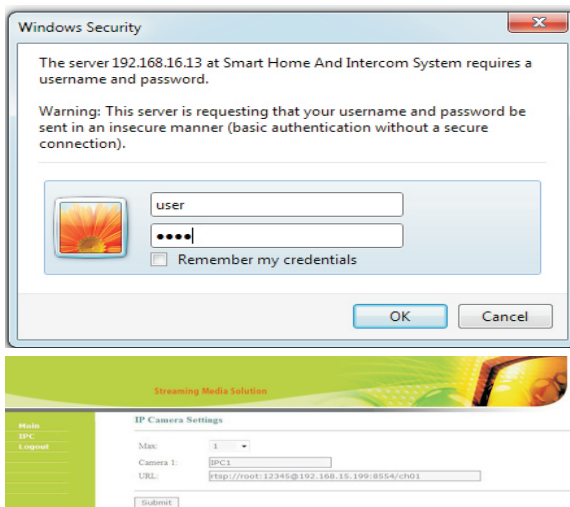 Windows Security
The server 192.168.16.13 at Smart Home And Intercom System requires a
username and password.
Warning: This server is requesting that your username and password be
sent in an insecure manner (basic authentication without a secure
connection).
user
••••
Remember my credentials
OK Cancel
Streaming Media Solution
Main
IPC
Logout
IP Camera Settings
Max: 1
Camera 1: IPC1
URL: rtsp://root:12345@192.168.15.199:8554/ch01
Submit